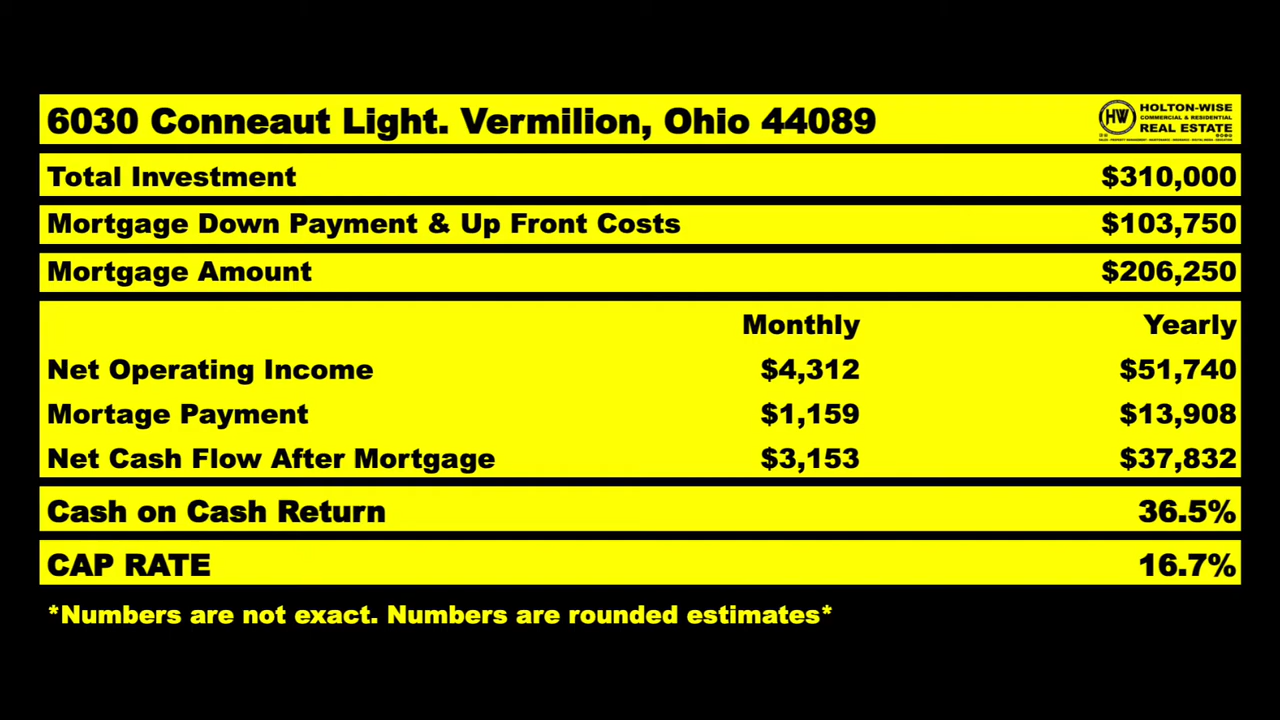 6030 Conneaut Light. Vermilion, Ohio 44089
HW
HOLTON-WISE
COMMERCIAL & RESIDENTIAL
REAL ESTATE
Total Investment $310,000
Mortgage Down Payment & Up Front Costs $103,750
Mortgage Amount $206,250
Monthly Yearly
Net Operating Income $4,312 $51,740
Mortage Payment $1,159 $13,908
Net Cash Flow After Mortgage $3,153 $37,832
Cash on Cash Return 36.5%
CAP RATE 16.7%
*Numbers are not exact. Numbers are rounded estimates*